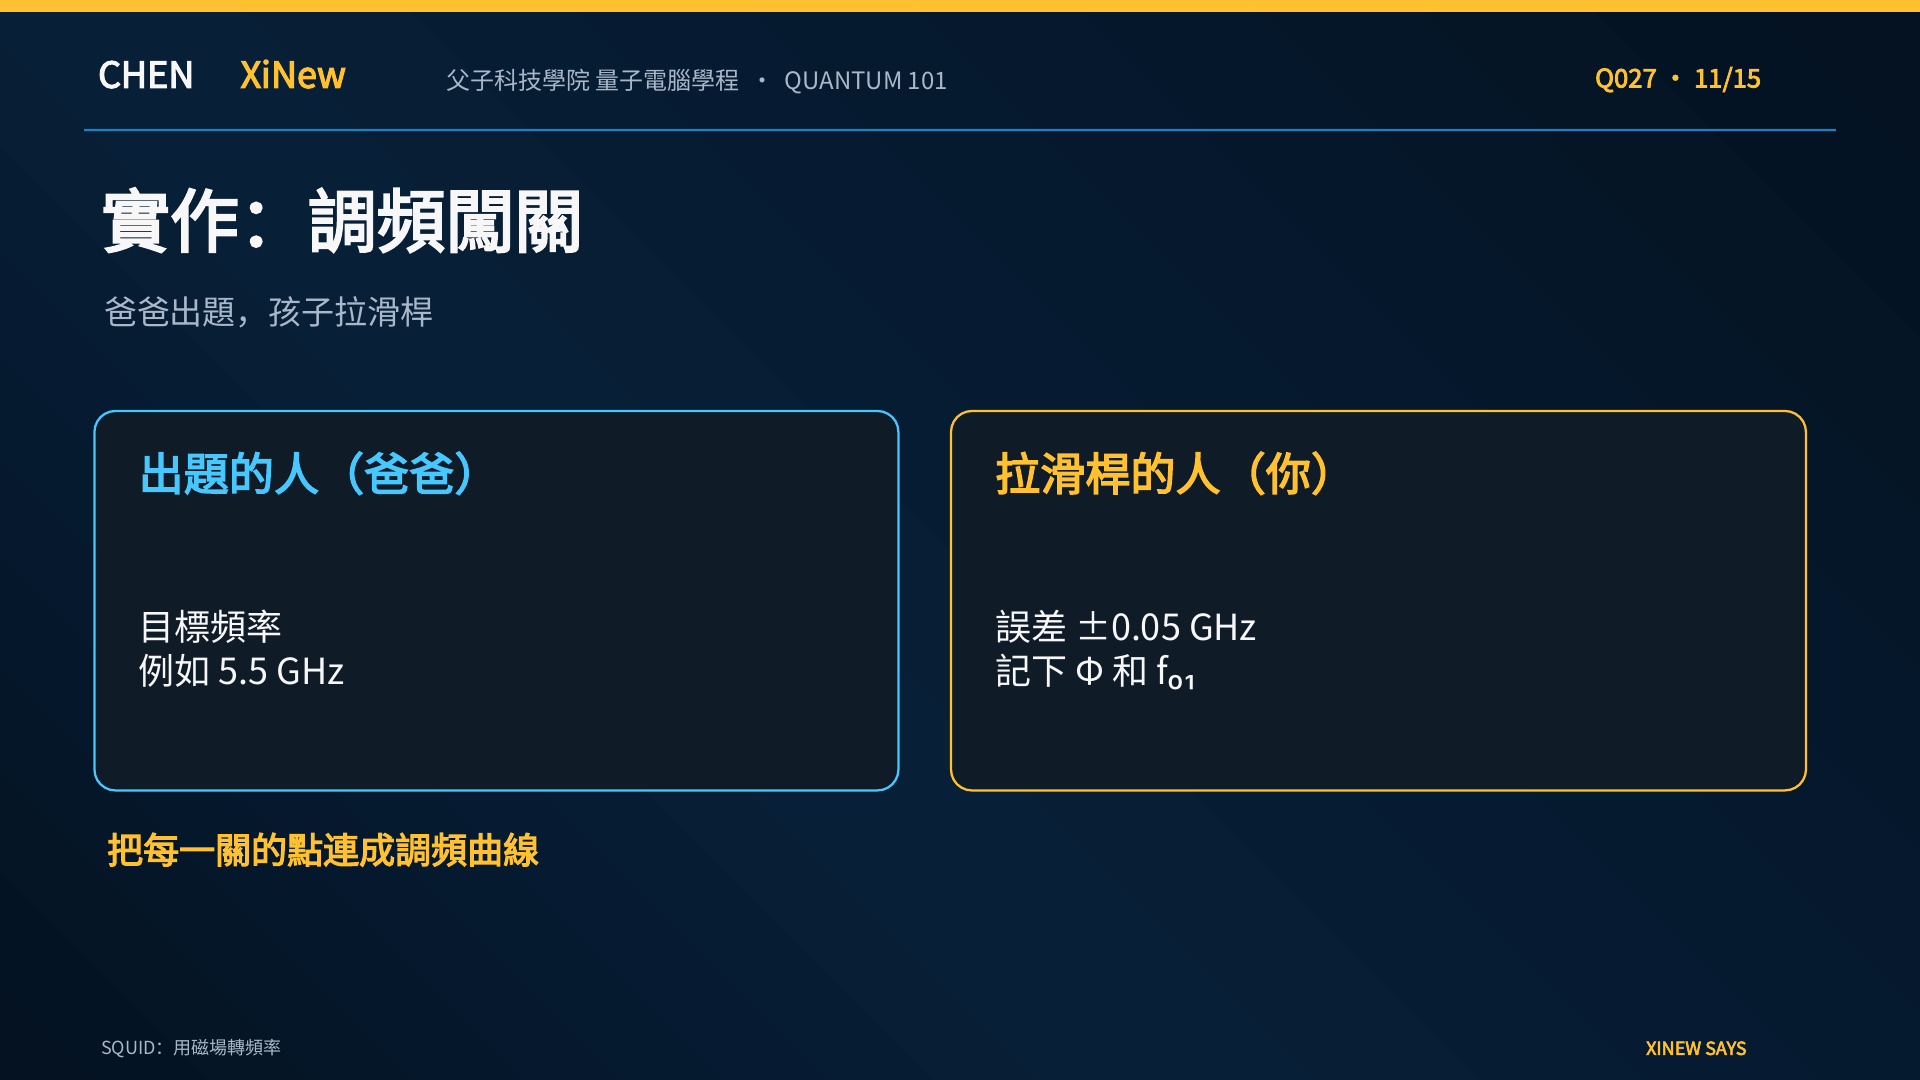 CHEN XiNew 父子科技學院 量子電腦學程 · QUANTUM 101 Q027 · 11/15
實作：調頻闖關
爸爸出題，孩子拉滑桿
出題的人（爸爸）
目標頻率
例如 5.5 GHz
拉滑桿的人（你）
誤差 ±0.05 GHz
記下 Φ 和 f₀₁
把每一關的點連成調頻曲線
SQUID：用磁場轉頻率
XINEW SAYS